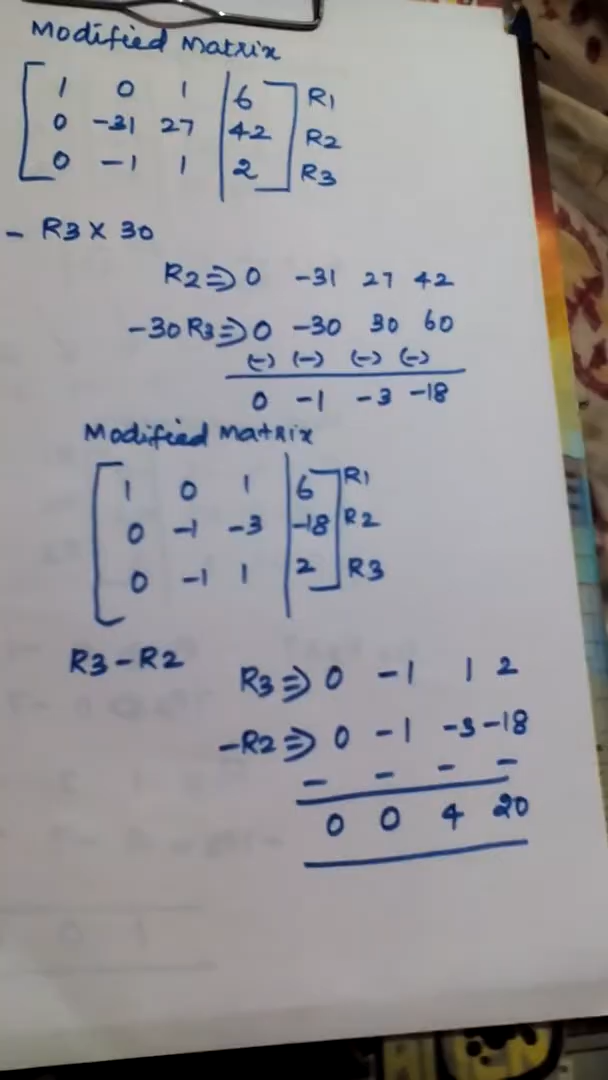 Modified Matrix
1 0 1 6 R1
0 -31 27 42 R2
0 -1 1 2 R3
- R3 X 30
R2 ⇒ 0 -31 27 42
-30 R3 ⇒ 0 -30 30 60
(-) (-) (-) (-)
0 -1 -3 -18
Modified Matrix
1 0 1 6 R1
0 -1 -3 -18 R2
0 -1 1 2 R3
R3 - R2
R3 ⇒ 0 -1 1 2
-R2 ⇒ 0 -1 -3 -18
- - - -
0 0 4 20